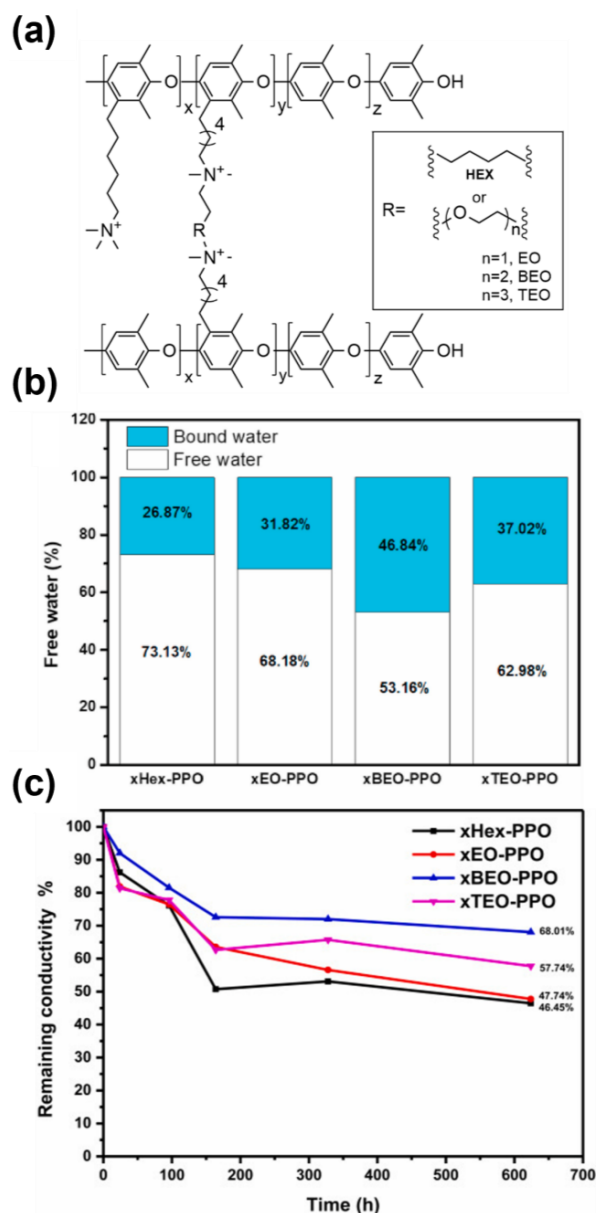 (a)
O
O
O
OH
x
y
z
4
N+
R
N+
4
N+
O
O
O
OH
x
y
z
HEX
or
R=
O
n
n=1, EO
n=2, BEO
n=3, TEO
(b)
120
100
80
60
40
20
0
Free water (%)
Bound water
Free water
26.87%
31.82%
46.84%
37.02%
73.13%
68.18%
53.16%
62.98%
xHex-PPO
xEO-PPO
xBEO-PPO
xTEO-PPO
(c)
100
90
80
70
60
50
40
30
20
10
0
Remaining conductivity %
xHex-PPO
xEO-PPO
xBEO-PPO
xTEO-PPO
68.01%
57.74%
47.74%
46.45%
0
100
200
300
400
500
600
700
Time (h)